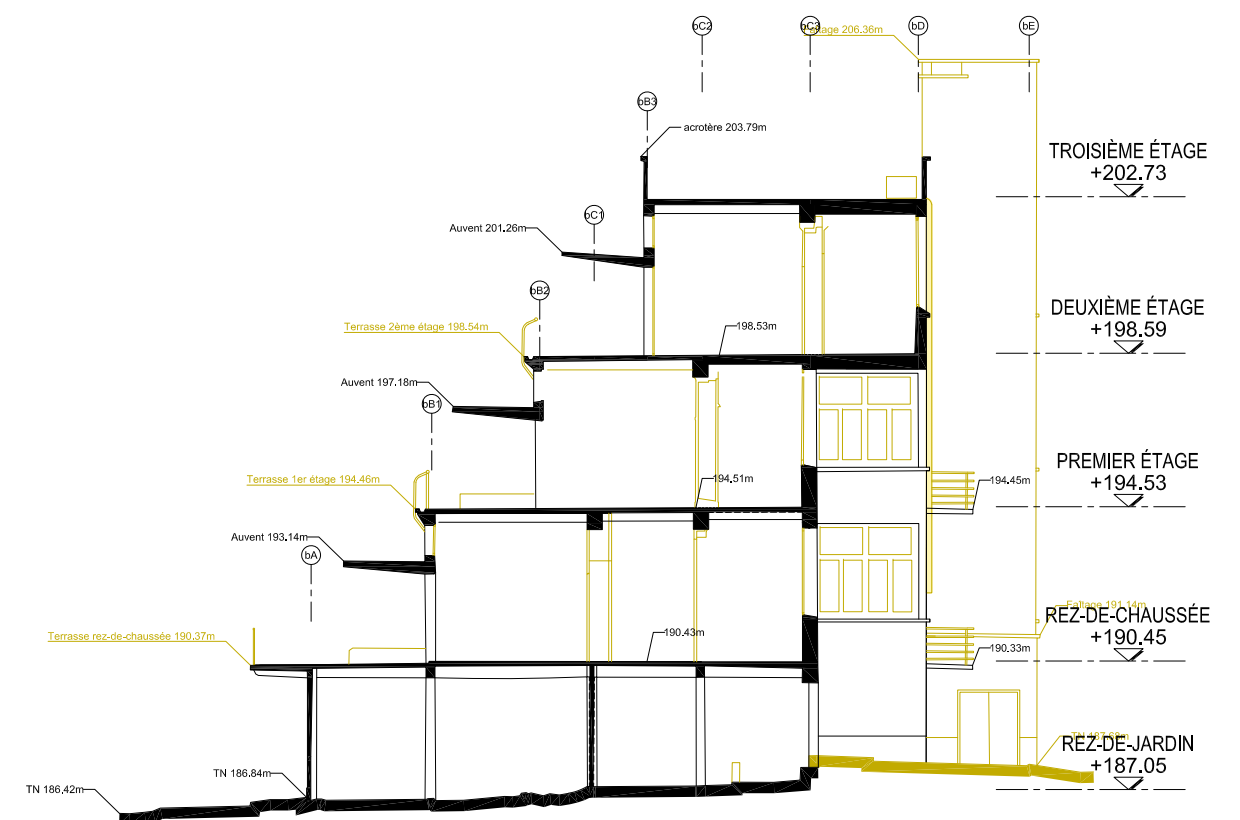 bC2
bC3
bD
bE
206.36m
bB3
acrotère 203.79m
TROISIÈME ÉTAGE
+202.73
bC1
Auvent 201.26m
bB2
DEUXIÈME ÉTAGE
+198.59
Terrasse 2ème étage 198.54m
198.53m
Auvent 197.18m
bB1
PREMIER ÉTAGE
+194.53
Terrasse 1er étage 194.46m
194.51m
194.45m
Auvent 193.14m
bA
Faîtage 191.14m
REZ-DE-CHAUSSÉE
+190.45
Terrasse rez-de-chaussée 190.37m
190.43m
190.33m
REZ-DE-JARDIN
+187.05
TN 186.84m
TN 186.42m